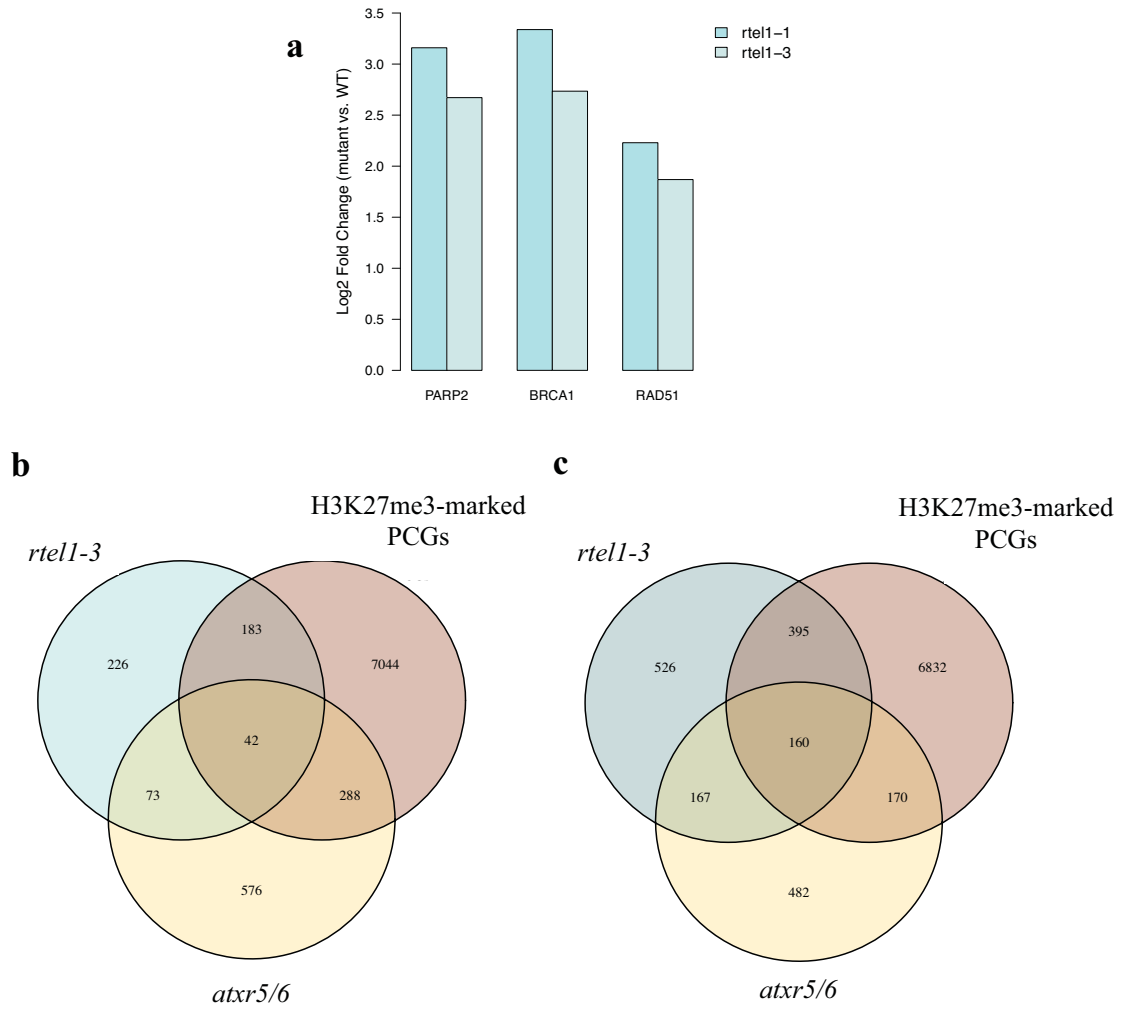 a
3.5
3.0
2.5
2.0
1.5
1.0
0.5
0.0
Log2 Fold Change (mutant vs. WT)
rtel1−1
rtel1−3
PARP2 BRCA1 RAD51
b
H3K27me3-marked
PCGs
rtel1-3
183
226
7044
42
73
288
576
atxr5/6
c
H3K27me3-marked
PCGs
rtel1-3
395
526
6832
160
167
170
482
atxr5/6